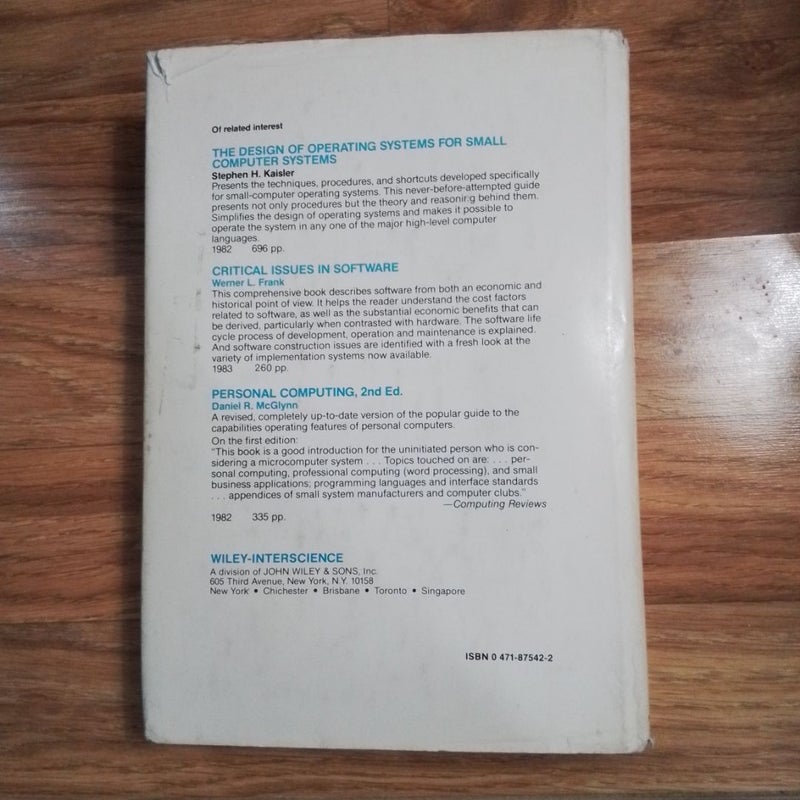 Of related interest
THE DESIGN OF OPERATING SYSTEMS FOR SMALL
COMPUTER SYSTEMS
Stephen H. Kaisler
Presents the techniques, procedures, and shortcuts developed specifically
for small-computer operating systems. This never-before-attempted guide
presents not only procedures but the theory and reasoning behind them.
Simplifies the design of operating systems and makes it possible to
operate the system in any one of the major high-level computer
languages.
1982 696 pp.
CRITICAL ISSUES IN SOFTWARE
Werner L. Frank
This comprehensive book describes software from both an economic and
historical point of view. It helps the reader understand the cost factors
related to software, as well as the substantial economic benefits that can
be derived, particularly when contrasted with hardware. The software life
cycle process of development, operation and maintenance is explained.
And software construction issues are identified with a fresh look at the
variety of implementation systems now available.
1983 260 pp.
PERSONAL COMPUTING, 2nd Ed.
Daniel R. McGlynn
A revised, completely up-to-date version of the popular guide to the
capabilities operating features of personal computers.
On the first edition:
"This book is a good introduction for the uninitiated person who is con-
sidering a microcomputer system . . . Topics touched on are: . . . per-
sonal computing, professional computing (word processing), and small
business applications; programming languages and interface standards
. . . appendices of small system manufacturers and computer clubs."
—Computing Reviews
1982 335 pp.
WILEY-INTERSCIENCE
A division of JOHN WILEY & SONS, Inc.
605 Third Avenue, New York, N.Y. 10158
New York • Chichester • Brisbane • Toronto • Singapore
ISBN 0 471-87542-2